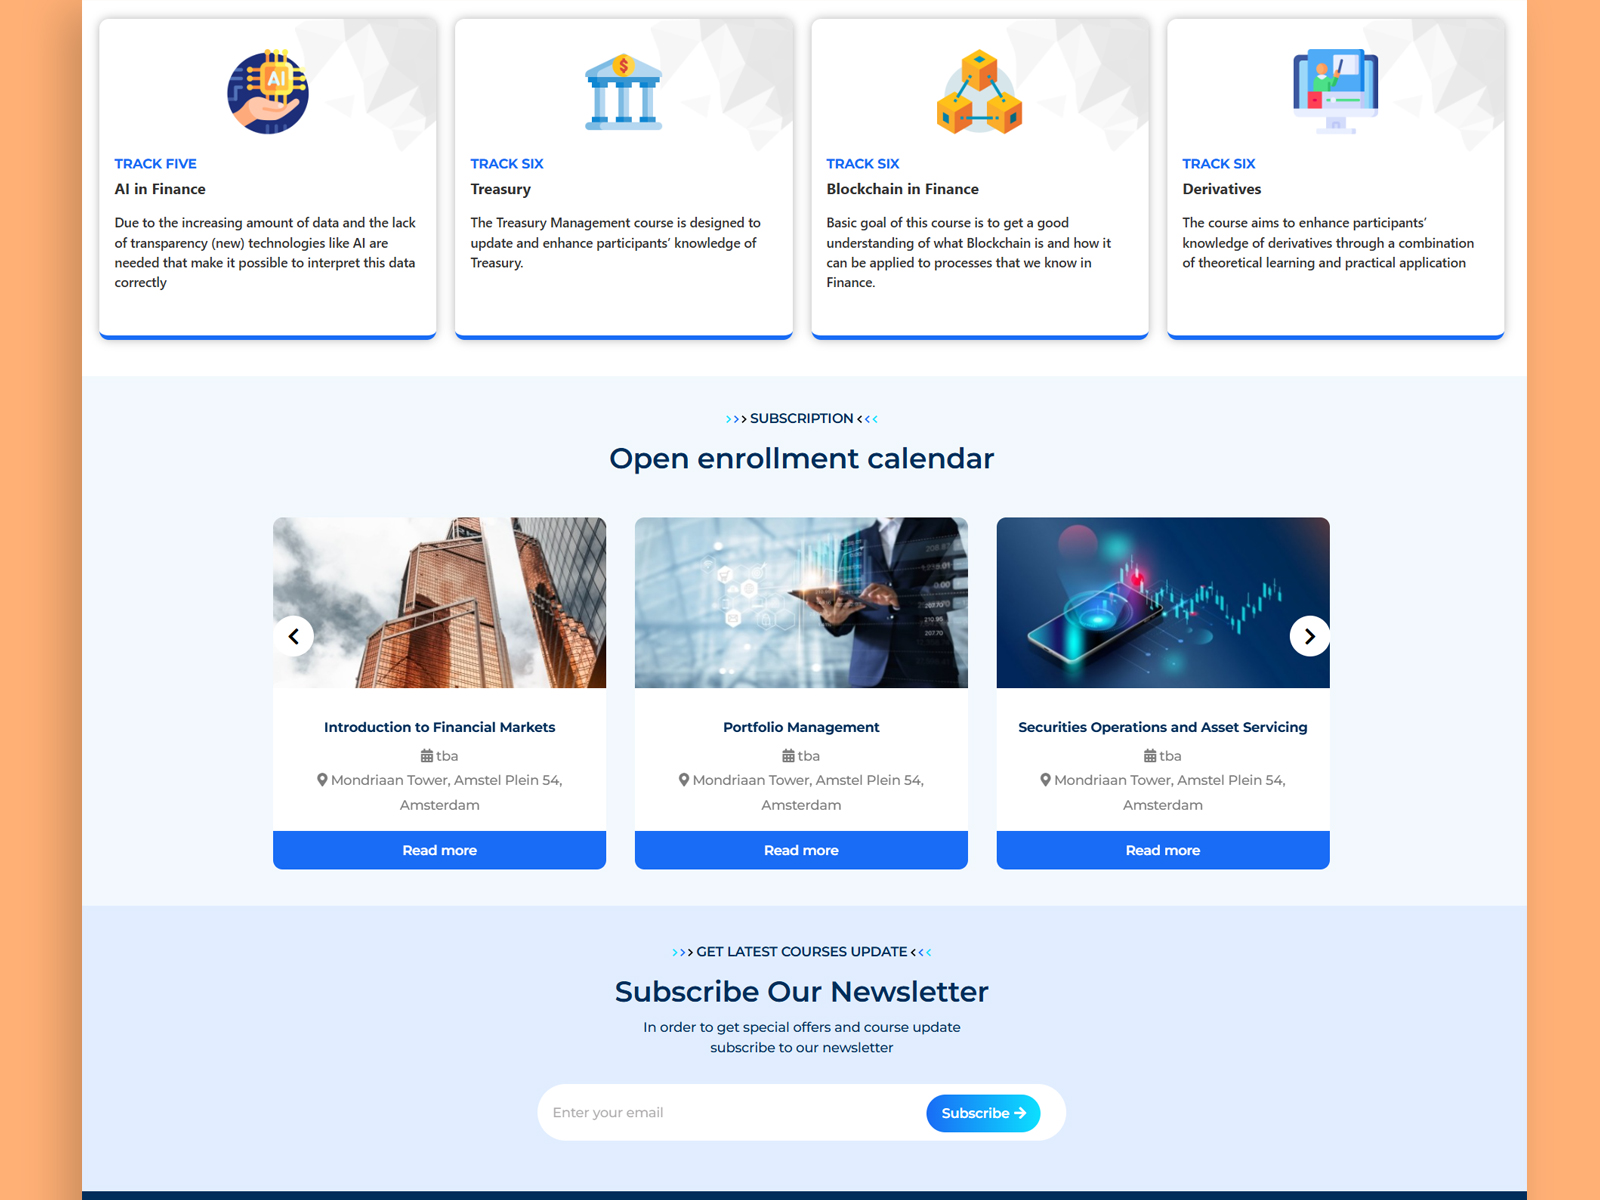 AI
$
TRACK FIVE
AI in Finance
Due to the increasing amount of data and the lack
of transparency (new) technologies like AI are
needed that make it possible to interpret this data
correctly
TRACK SIX
Treasury
The Treasury Management course is designed to
update and enhance participants’ knowledge of
Treasury.
TRACK SIX
Blockchain in Finance
Basic goal of this course is to get a good
understanding of what Blockchain is and how it
can be applied to processes that we know in
Finance.
TRACK SIX
Derivatives
The course aims to enhance participants’
knowledge of derivatives through a combination
of theoretical learning and practical application
››› SUBSCRIPTION ‹‹‹
Open enrollment calendar
0.00
210.95
207.70
Introduction to Financial Markets
tba
Mondriaan Tower, Amstel Plein 54,
Amsterdam
Read more
Portfolio Management
tba
Mondriaan Tower, Amstel Plein 54,
Amsterdam
Read more
Securities Operations and Asset Servicing
tba
Mondriaan Tower, Amstel Plein 54,
Amsterdam
Read more
››› GET LATEST COURSES UPDATE ‹‹‹
Subscribe Our Newsletter
In order to get special offers and course update
subscribe to our newsletter
Enter your email
Subscribe →